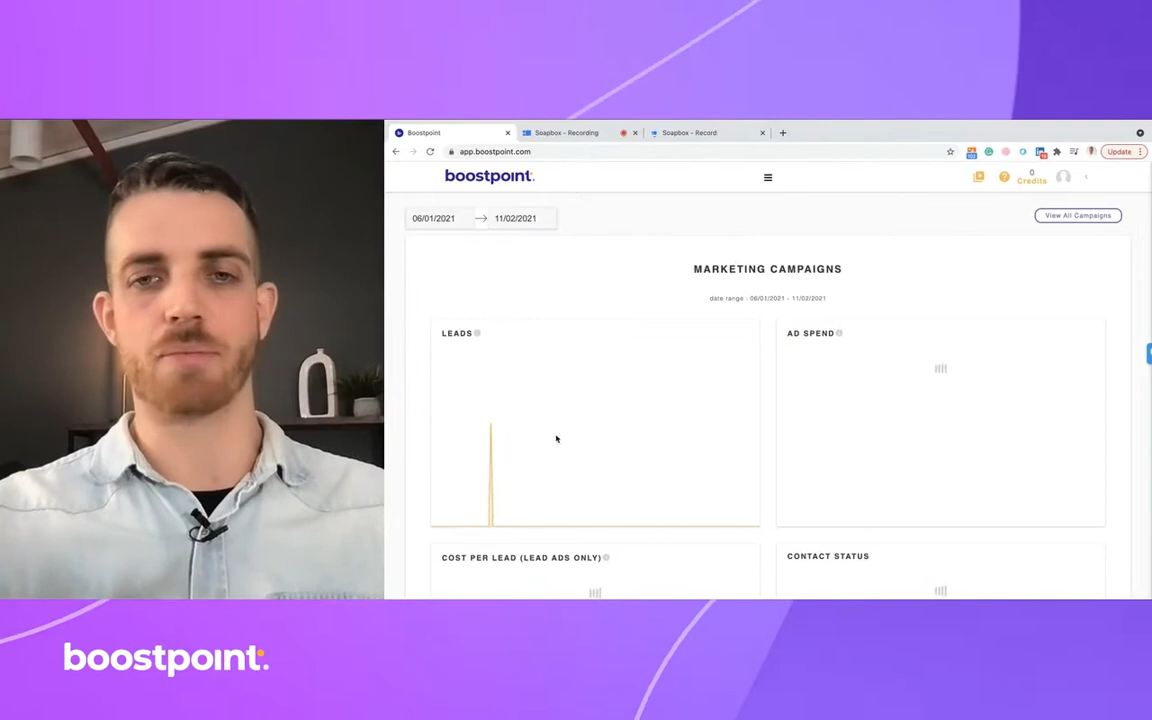 Boostpoint
Soapbox - Recording
Soapbox - Record
app.boostpoint.com
Update
boostpoint.
0
Credits
06/01/2021 → 11/02/2021
View All Campaigns
MARKETING CAMPAIGNS
date range : 06/01/2021 - 11/02/2021
LEADS
AD SPEND
COST PER LEAD (LEAD ADS ONLY)
CONTACT STATUS
boostpoint.